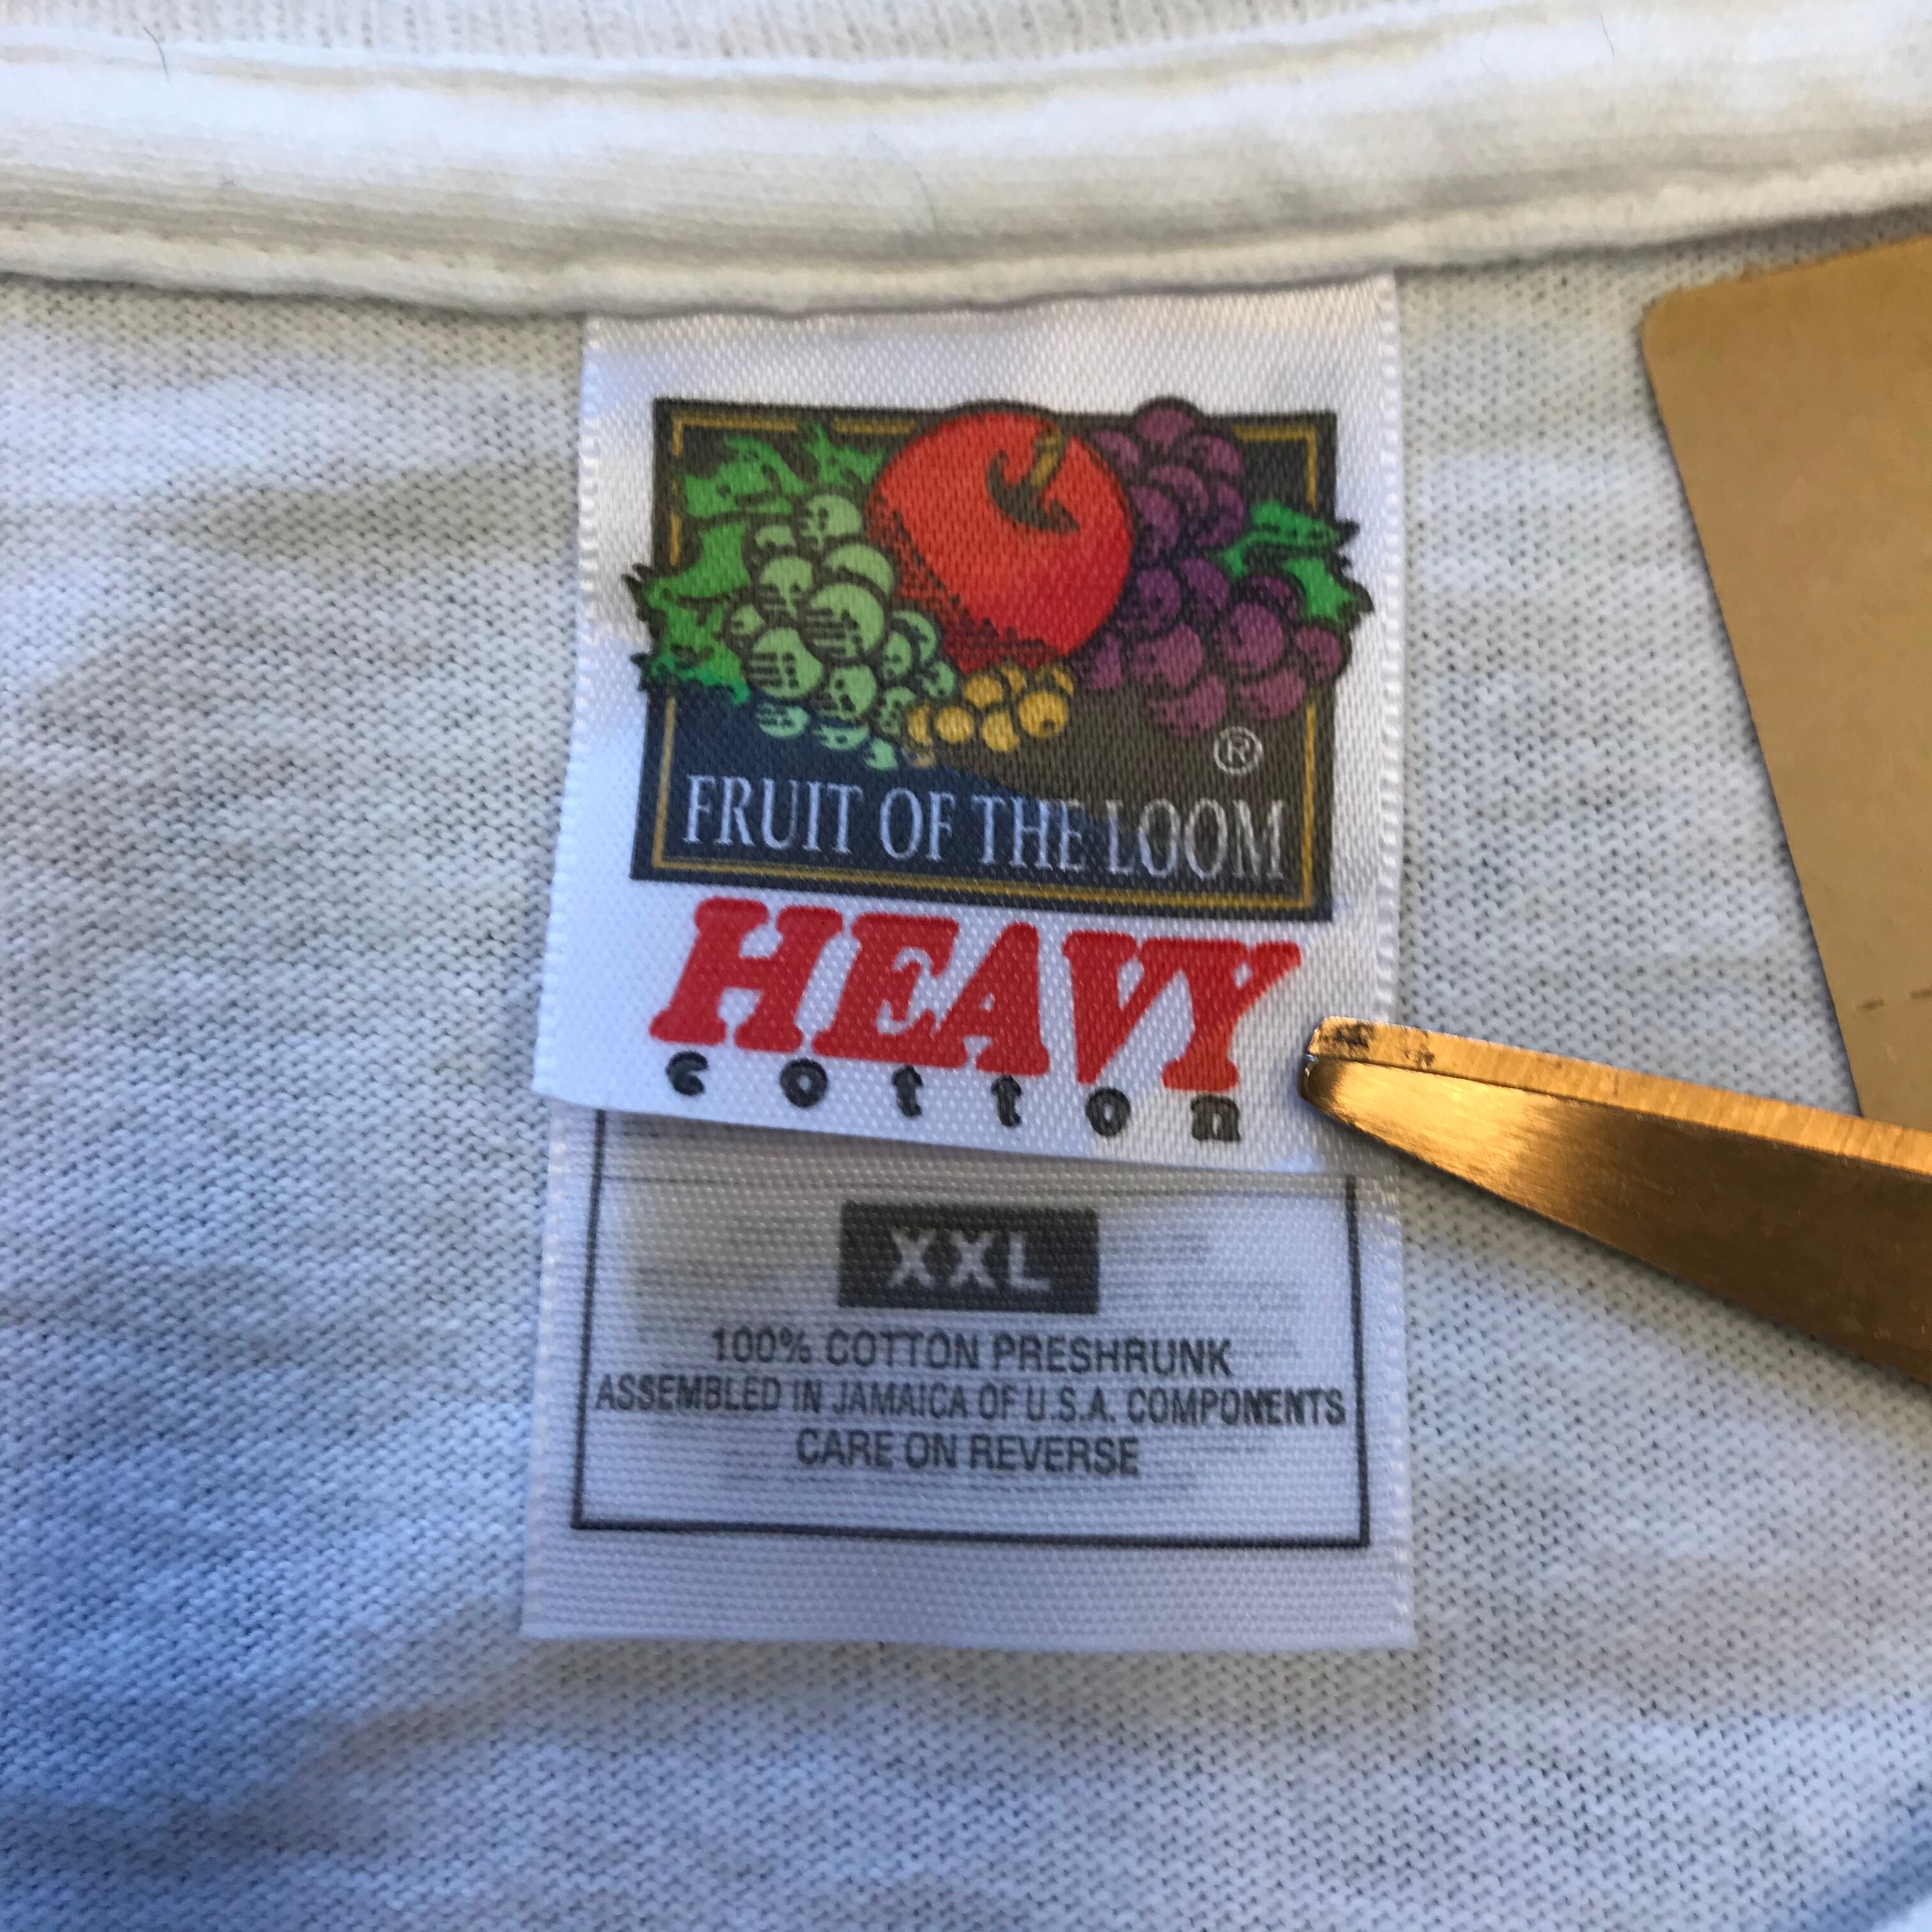 ®
FRUIT OF THE LOOM
HEAVY
cotton
XXL
100% COTTON PRESHRUNK
ASSEMBLED IN JAMAICA OF U.S.A. COMPONENTS
CARE ON REVERSE